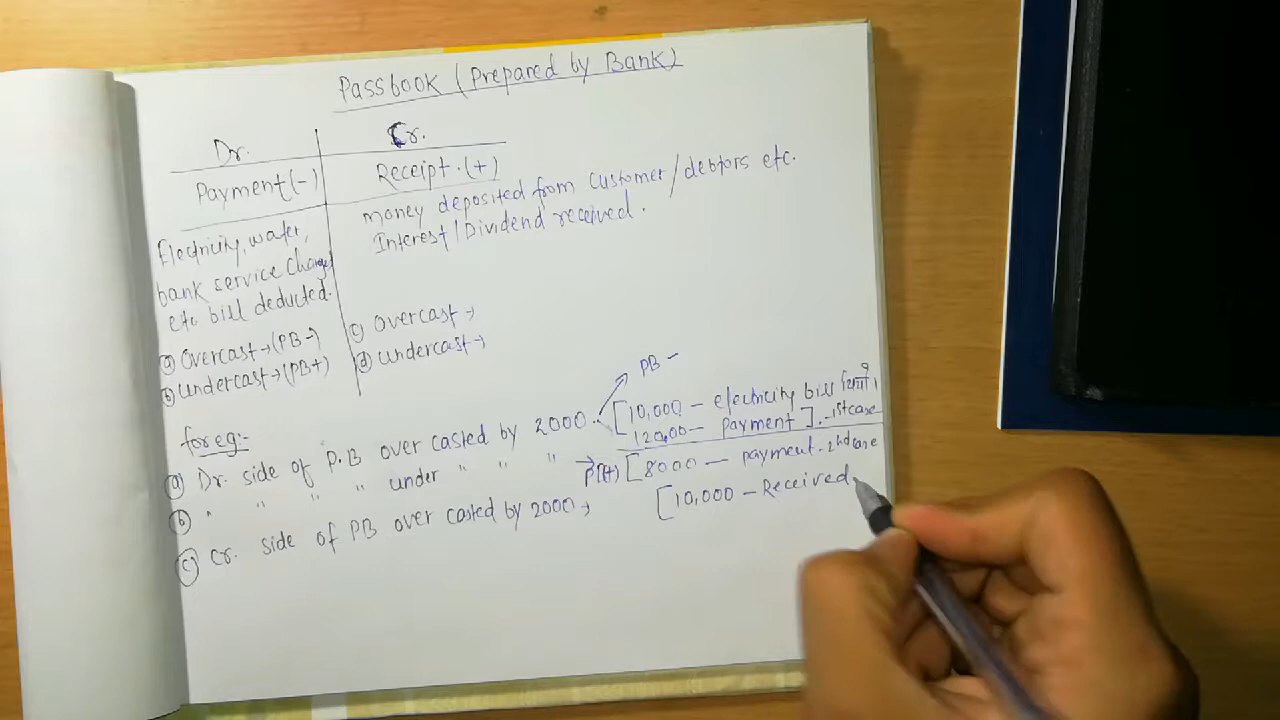 Passbook (Prepared by Bank)
Dr.
Cr.
Payment (-)
Receipt. (+)
Electricity, water,
bank service charge
etc bill deducted.
money deposited from customer/debtors etc.
Interest/Dividend received.
ⓐ Overcast → (PB-)
ⓑ Undercast → (PB+)
ⓒ Overcast →
ⓓ Undercast →
for eg:-
ⓐ Dr. side of P.B over casted by 2000.
PB -
[10,000 - electricity bill
12000 - payment]. -1st case
ⓑ " " " under " " " → P(+) [8000 - payment. 2nd case
ⓒ Cr. side of PB over casted by 2000 → [10,000 - Received